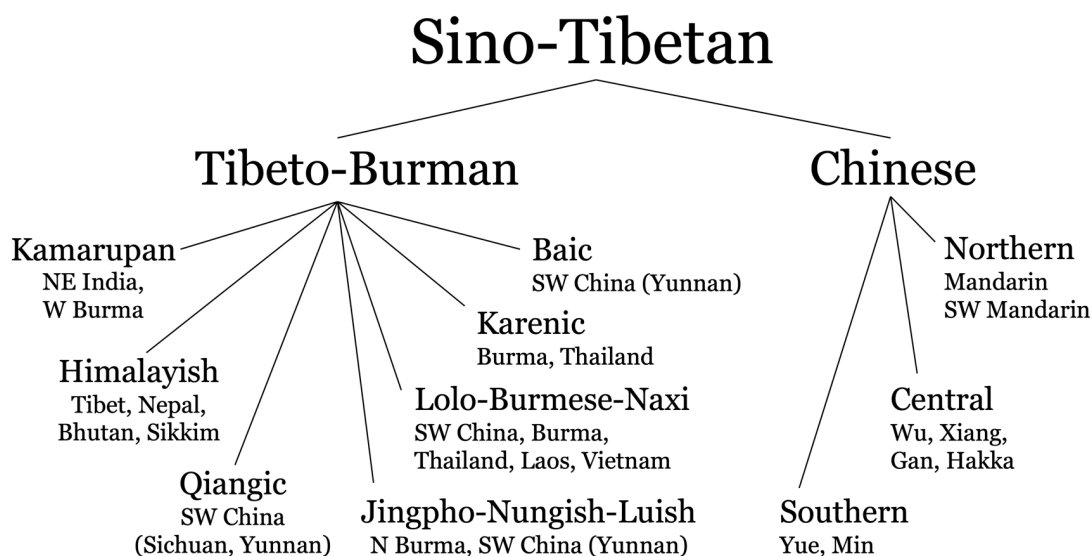 Sino-Tibetan
Tibeto-Burman
Chinese
Kamarupan
NE India,
W Burma
Himalayish
Tibet, Nepal,
Bhutan, Sikkim
Qiangic
SW China
(Sichuan, Yunnan)
Jingpho-Nungish-Luish
N Burma, SW China (Yunnan)
Lolo-Burmese-Naxi
SW China, Burma,
Thailand, Laos, Vietnam
Karenic
Burma, Thailand
Baic
SW China (Yunnan)
Northern
Mandarin
SW Mandarin
Central
Wu, Xiang,
Gan, Hakka
Southern
Yue, Min